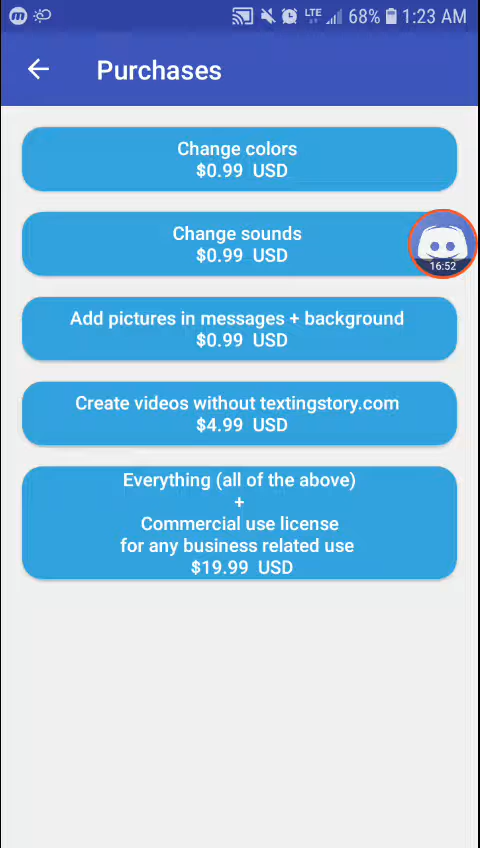 LTE 68% 1:23 AM
Purchases
Change colors
$0.99 USD
Change sounds
$0.99 USD
16:52
Add pictures in messages + background
$0.99 USD
Create videos without textingstory.com
$4.99 USD
Everything (all of the above)
+
Commercial use license
for any business related use
$19.99 USD